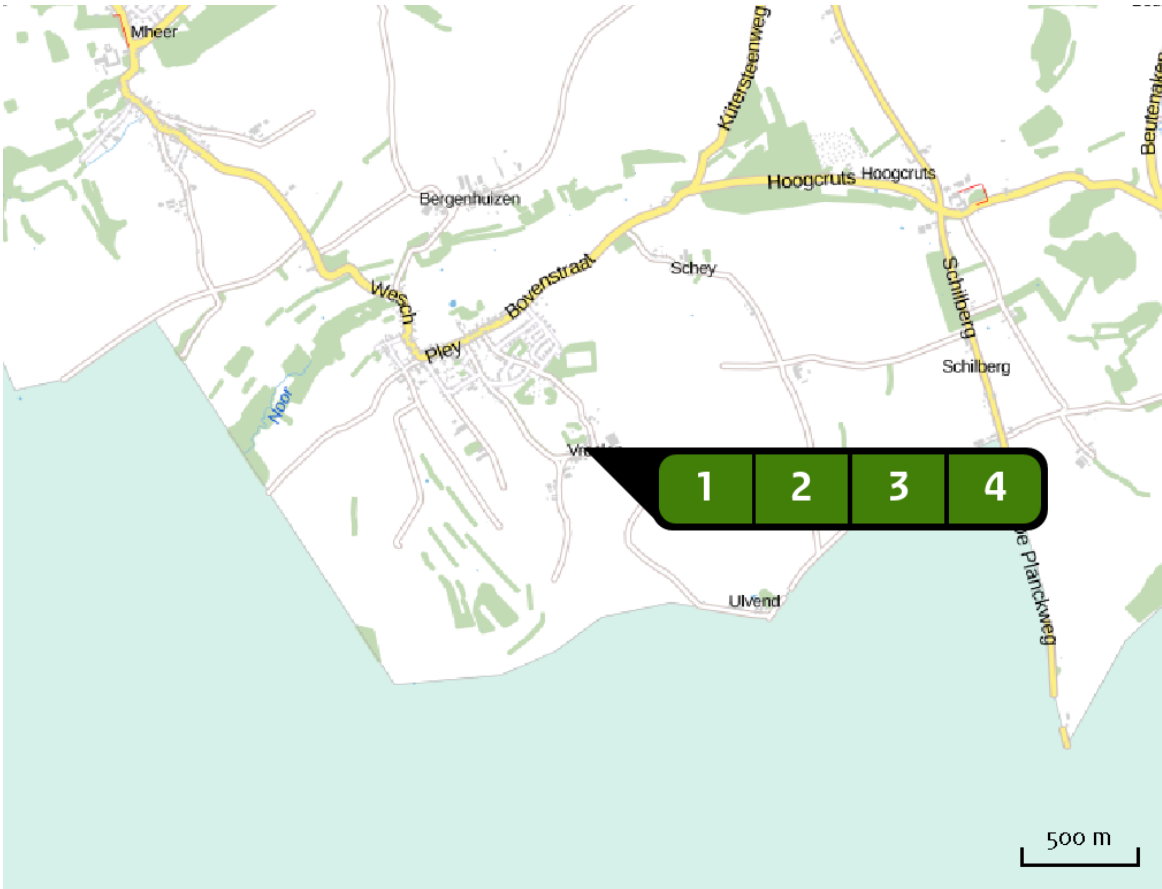 Mheer
Kütersteenweg
Beutenaken
Hoogcruts
Hoogcruts
Bergenhuizen
Bovenstraat
Schey
Wesch
Schilberg
Pley
Schilberg
Noor
1
2
3
4
Planckweg
Ulvend
500 m